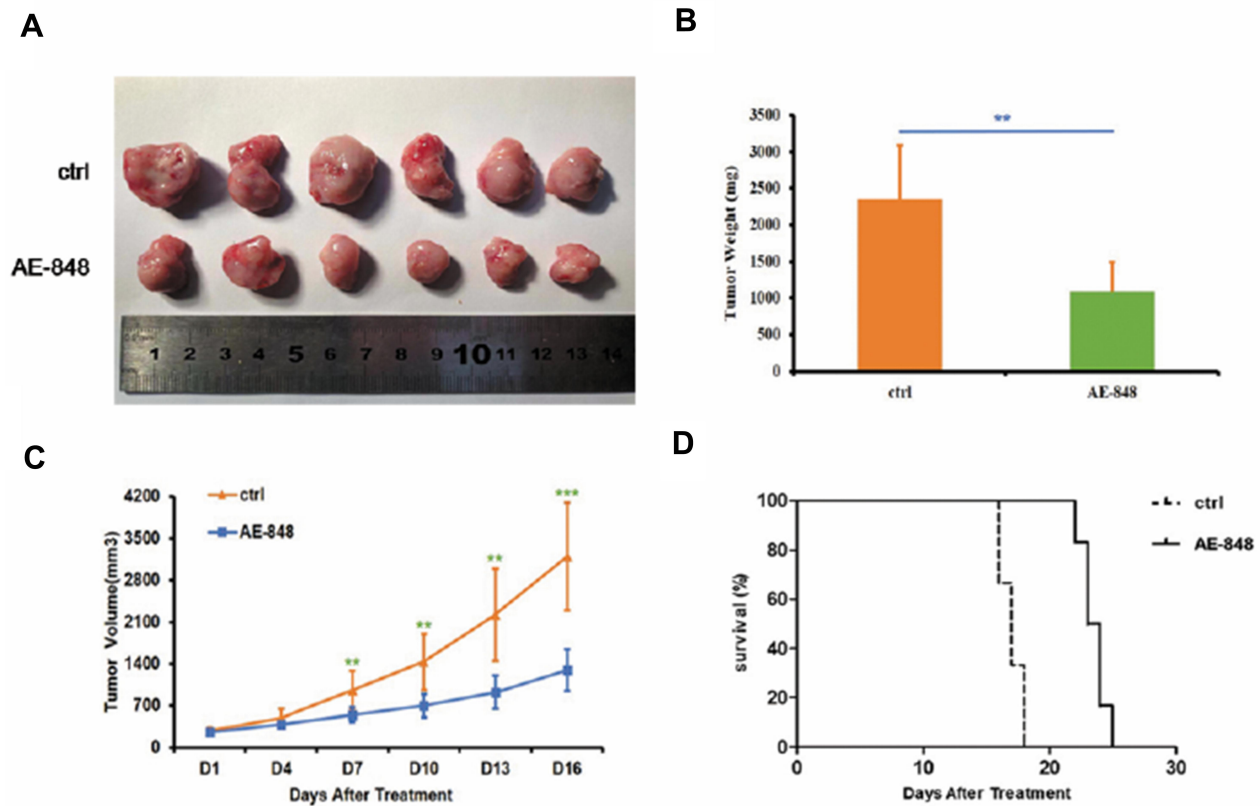 A
ctrl
AE-848
1 2 3 4 5 6 7 8 9 10 11 12 13 14
B
**
3500
3000
2500
2000
1500
1000
500
0
Tumor Weight (mg)
ctrl AE-848
C
ctrl
AE-848
***
**
**
**
4200
3500
2800
2100
1400
700
0
Tumor Volume(mm3)
D1 D4 D7 D10 D13 D16
Days After Treatment
D
ctrl
AE-848
100
80
60
40
20
0
survival (%)
0 10 20 30
Days After Treatment